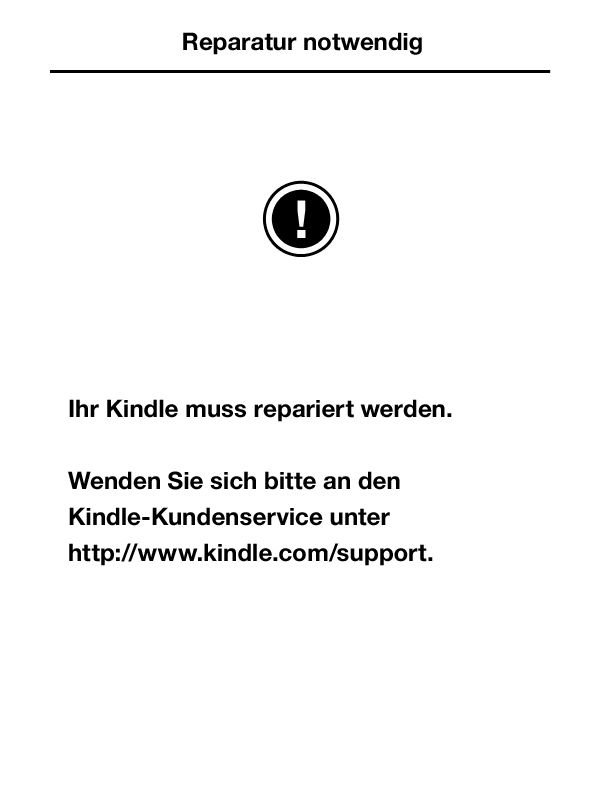 Reparatur notwendig
!
Ihr Kindle muss repariert werden.
Wenden Sie sich bitte an den
Kindle-Kundenservice unter
http://www.kindle.com/support.